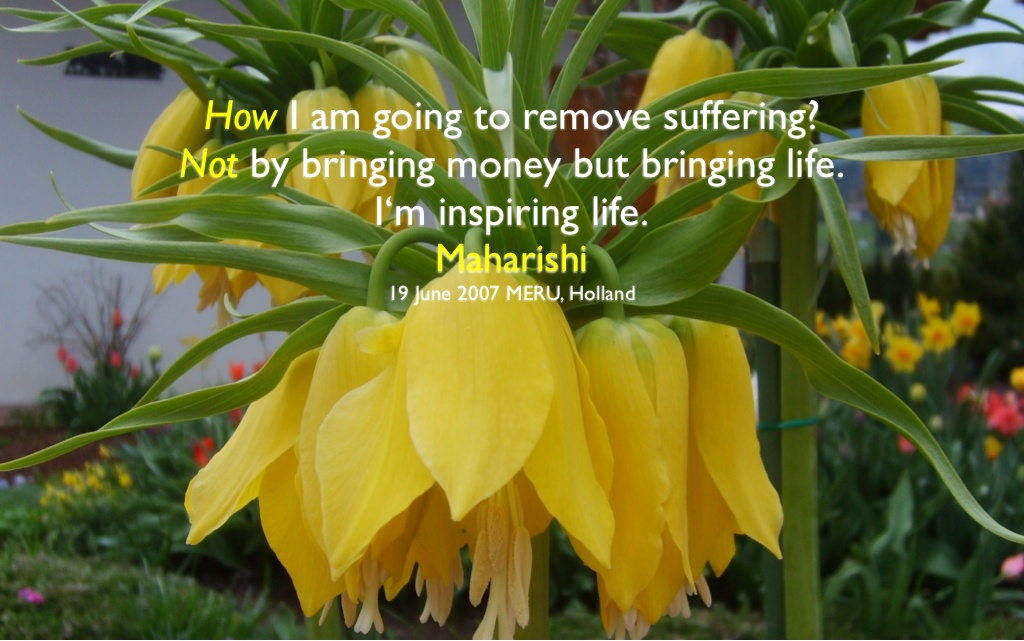 How I am going to remove suffering?
Not by bringing money but bringing life.
I‘m inspiring life.
Maharishi
19 June 2007 MERU, Holland